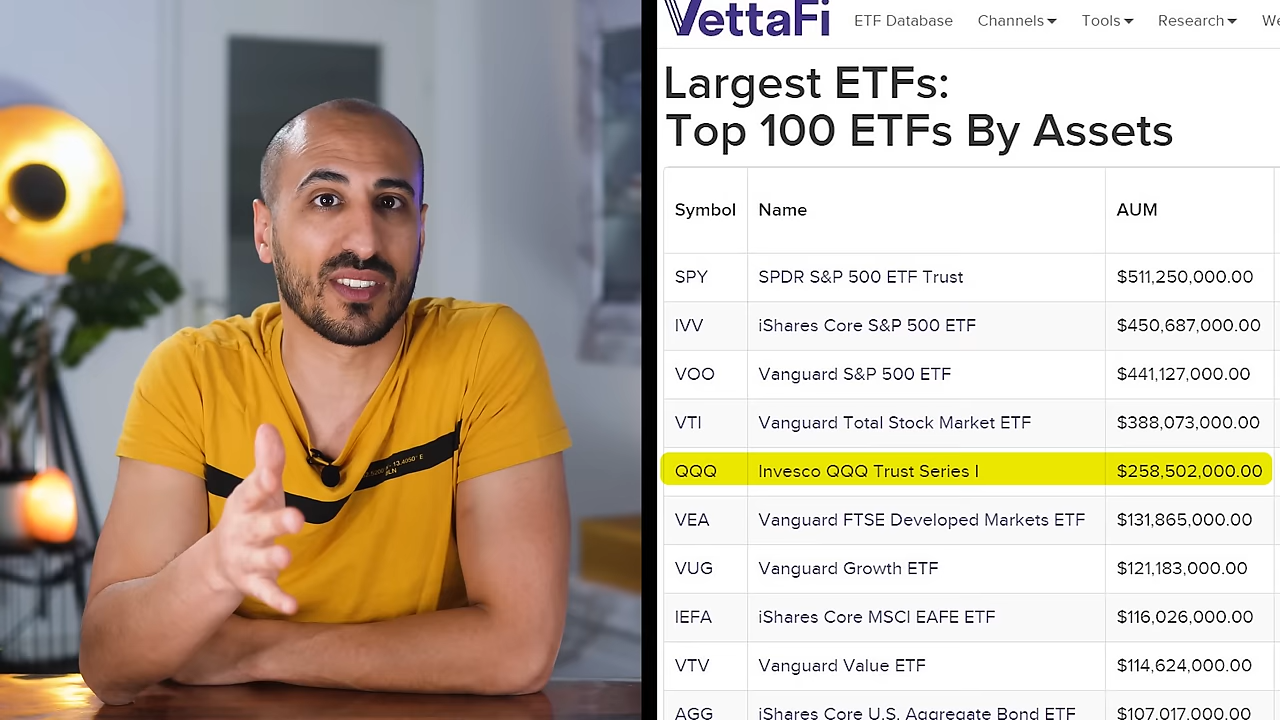 VettaFi
ETF Database Channels Tools Research
Largest ETFs:
Top 100 ETFs By Assets
Symbol Name AUM
SPY SPDR S&P 500 ETF Trust $511,250,000.00
IVV iShares Core S&P 500 ETF $450,687,000.00
VOO Vanguard S&P 500 ETF $441,127,000.00
VTI Vanguard Total Stock Market ETF $388,073,000.00
QQQ Invesco QQQ Trust Series I $258,502,000.00
VEA Vanguard FTSE Developed Markets ETF $131,865,000.00
VUG Vanguard Growth ETF $121,183,000.00
IEFA iShares Core MSCI EAFE ETF $116,026,000.00
VTV Vanguard Value ETF $114,624,000.00
AGG iShares Core U.S. Aggregate Bond ETF $107,017,000.00